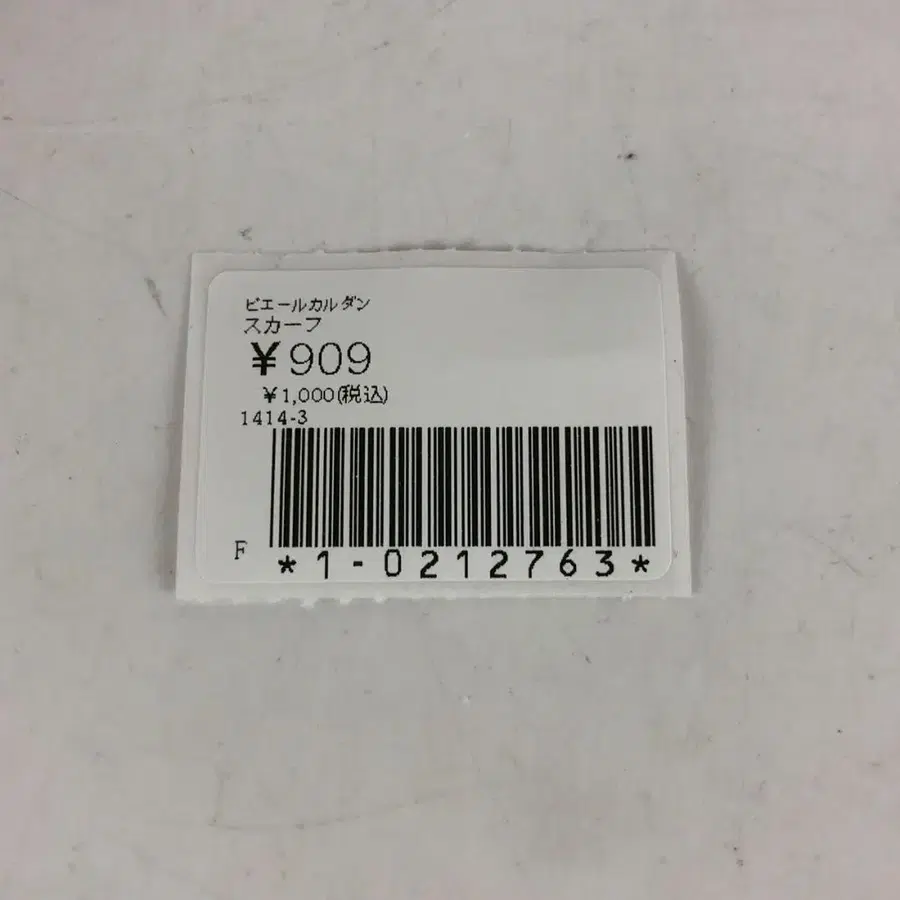 ピエールカルダン
スカーフ
¥909
¥1,000(税込)
1414-3
F
*1-0212763*